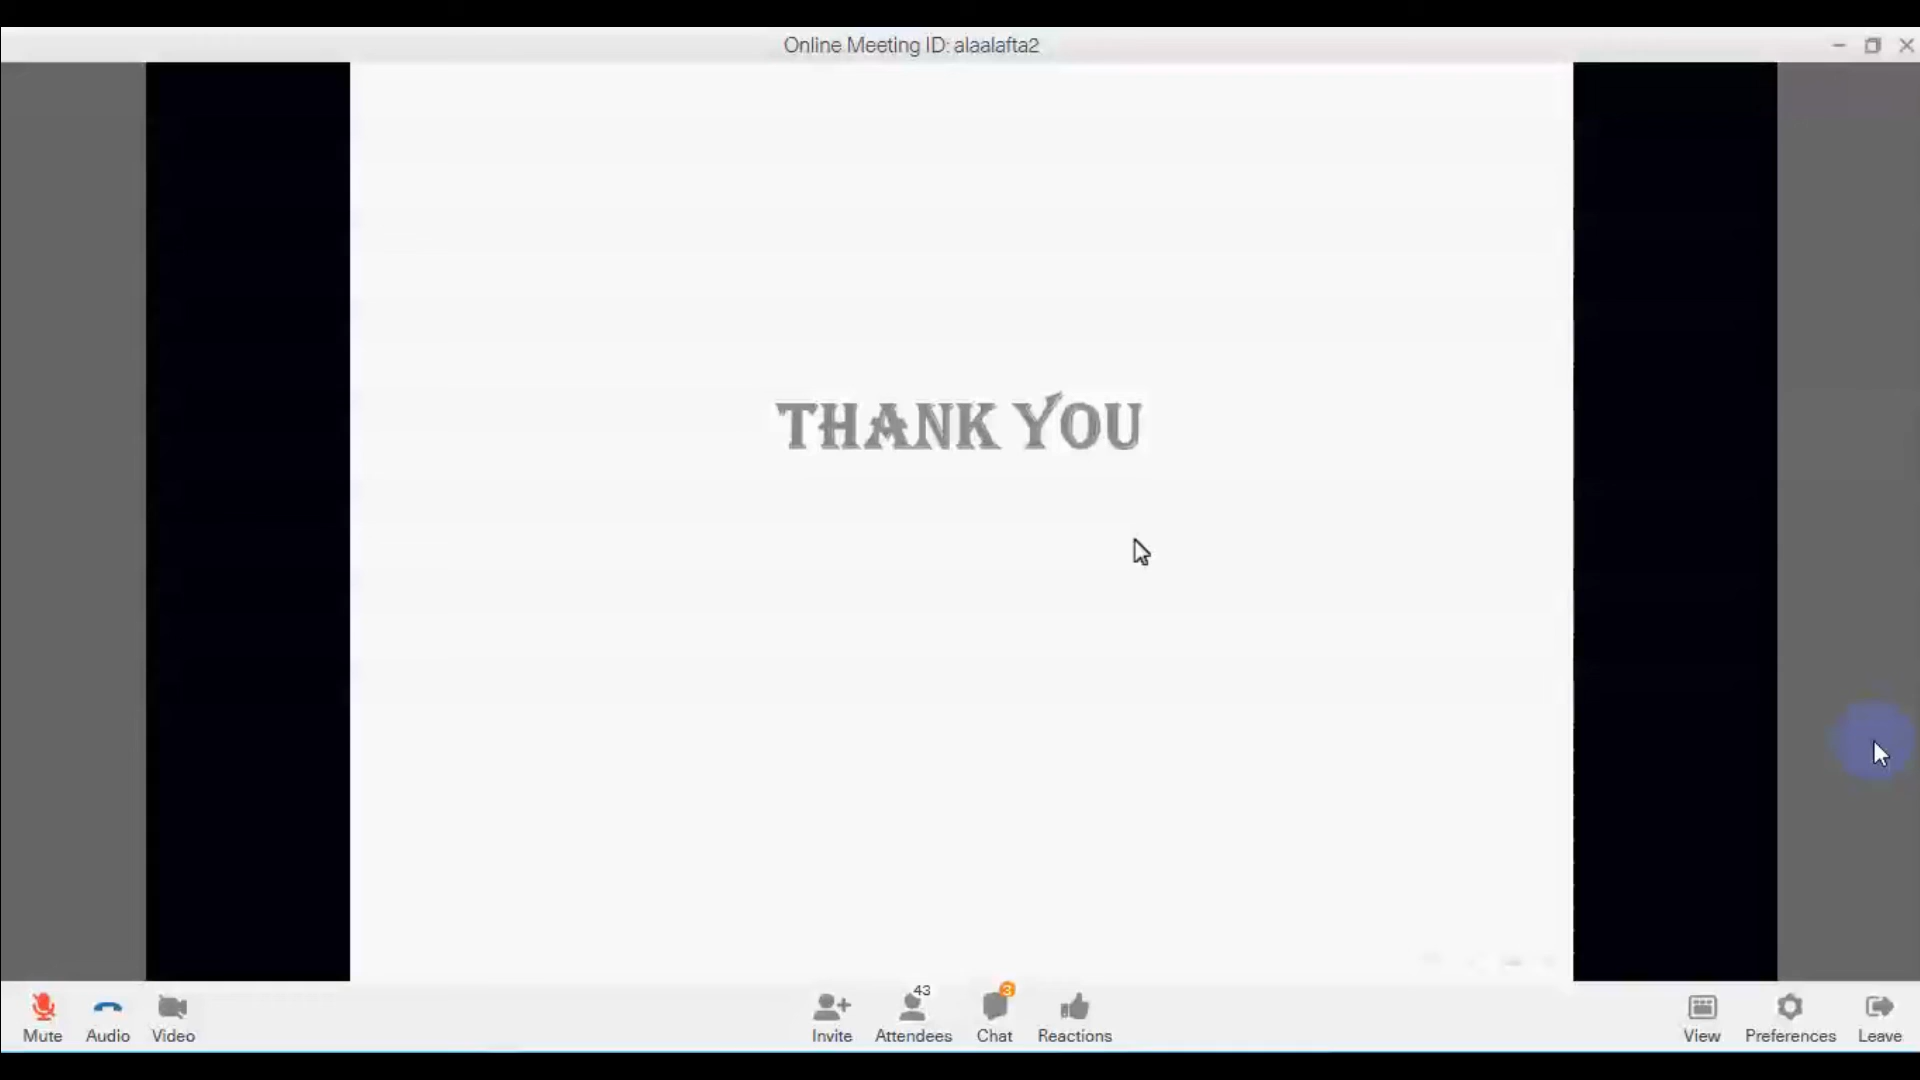 Online Meeting ID: alaalafta2
THANK YOU
43
3
Mute
Audio
Video
Invite
Attendees
Chat
Reactions
View
Preferences
Leave